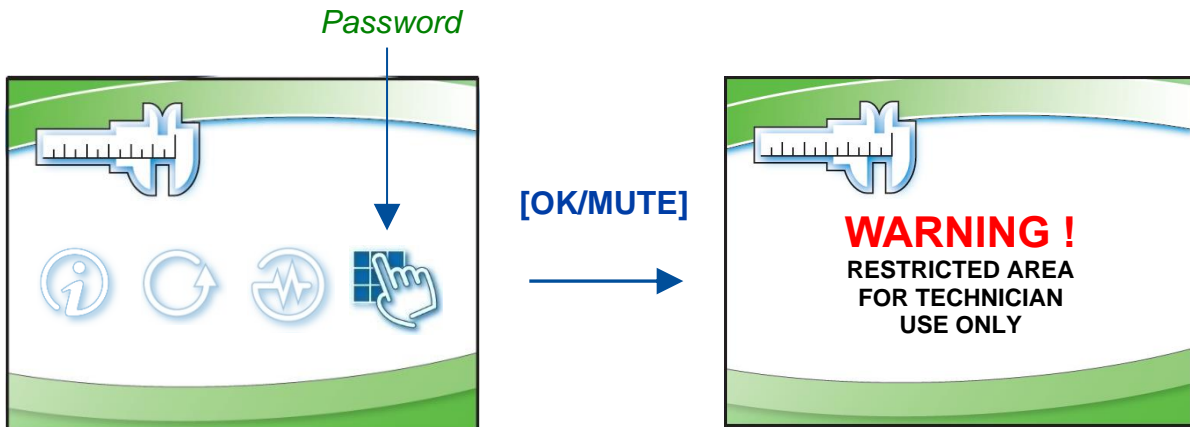 Password
[OK/MUTE]
WARNING !
RESTRICTED AREA
FOR TECHNICIAN
USE ONLY